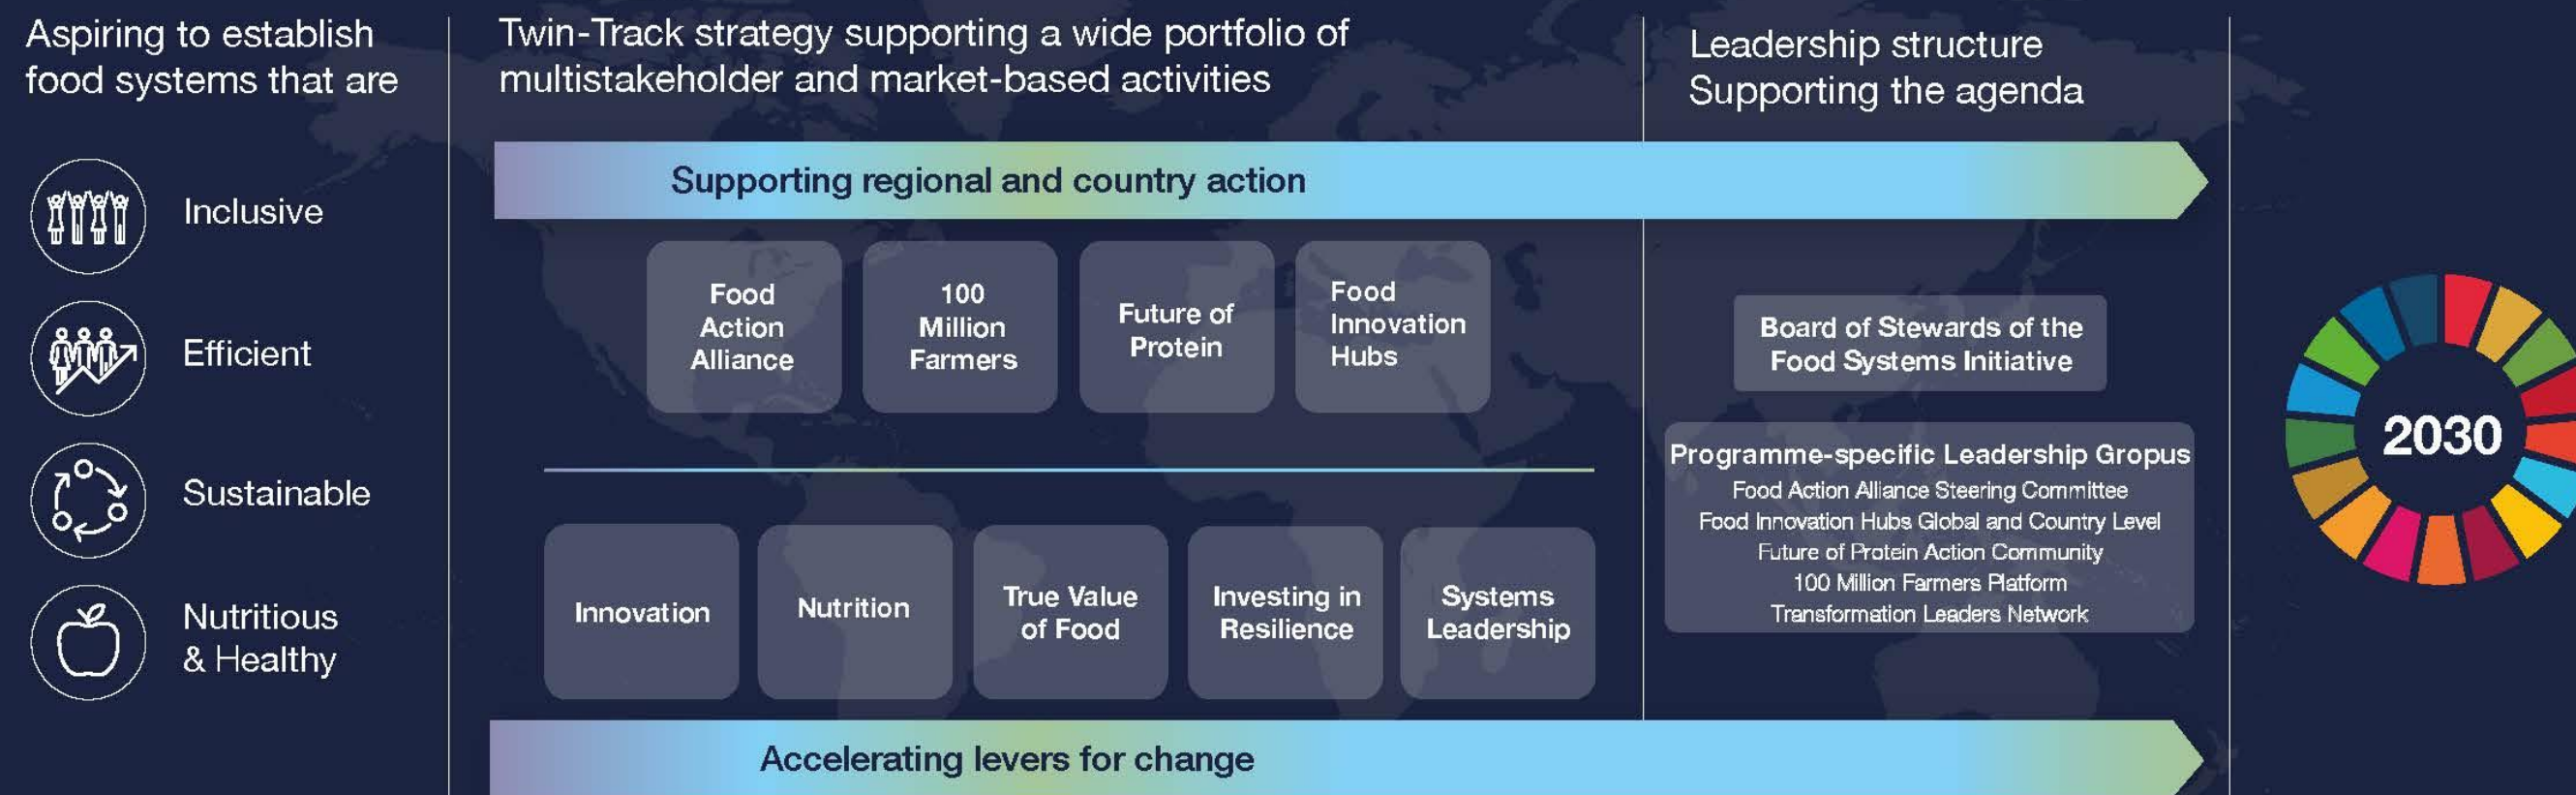 Aspiring to establish
food systems that are
Inclusive
Efficient
Sustainable
Nutritious
& Healthy
Twin-Track strategy supporting a wide portfolio of
multistakeholder and market-based activities
Supporting regional and country action
Food
Action
Alliance
100
Million
Farmers
Future of
Protein
Food
Innovation
Hubs
Innovation
Nutrition
True Value
of Food
Investing in
Resilience
Systems
Leadership
Accelerating levers for change
Leadership structure
Supporting the agenda
Board of Stewards of the
Food Systems Initiative
Programme-specific Leadership Gropus
Food Action Alliance Steering Committee
Food Innovation Hubs Global and Country Level
Future of Protein Action Community
100 Million Farmers Platform
Transformation Leaders Network
2030